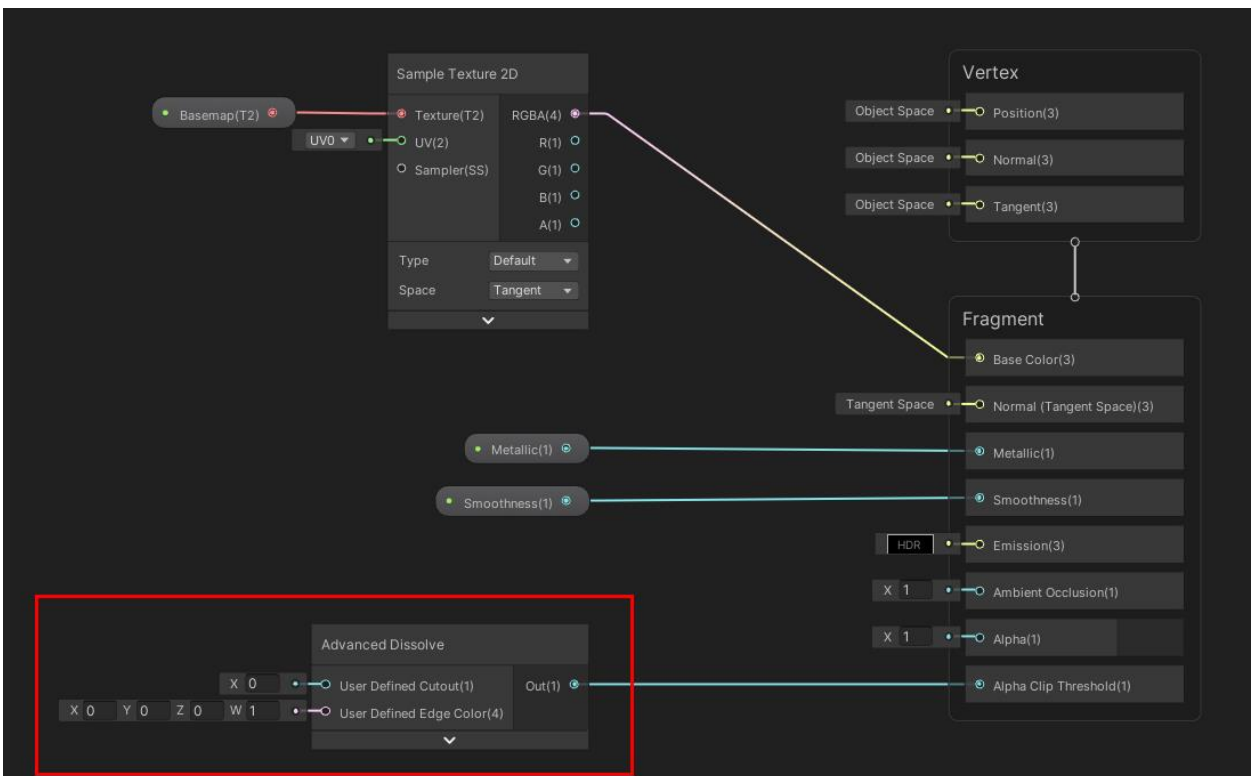 Sample Texture 2D
Basemap(T2)
Texture(T2) RGBA(4)
UV0 UV(2) R(1)
Sampler(SS) G(1)
B(1)
A(1)
Type Default
Space Tangent
Vertex
Object Space Position(3)
Object Space Normal(3)
Object Space Tangent(3)
Fragment
Base Color(3)
Tangent Space Normal (Tangent Space)(3)
Metallic(1) Metallic(1)
Smoothness(1) Smoothness(1)
HDR Emission(3)
X 1 Ambient Occlusion(1)
X 1 Alpha(1)
Alpha Clip Threshold(1)
Advanced Dissolve
X 0 User Defined Cutout(1) Out(1)
X 0 Y 0 Z 0 W 1 User Defined Edge Color(4)